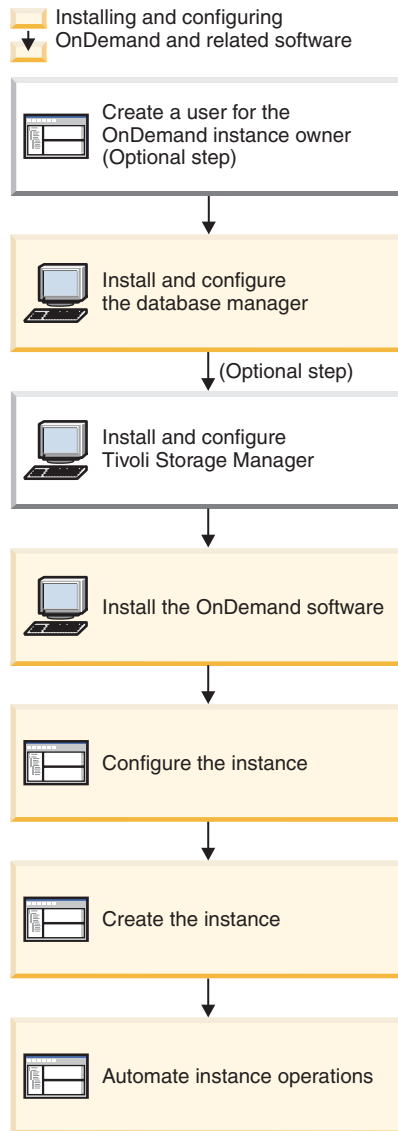 Installing and configuring
OnDemand and related software
Create a user for the
OnDemand instance owner
(Optional step)
Install and configure
the database manager
(Optional step)
Install and configure
Tivoli Storage Manager
Install the OnDemand software
Configure the instance
Create the instance
Automate instance operations